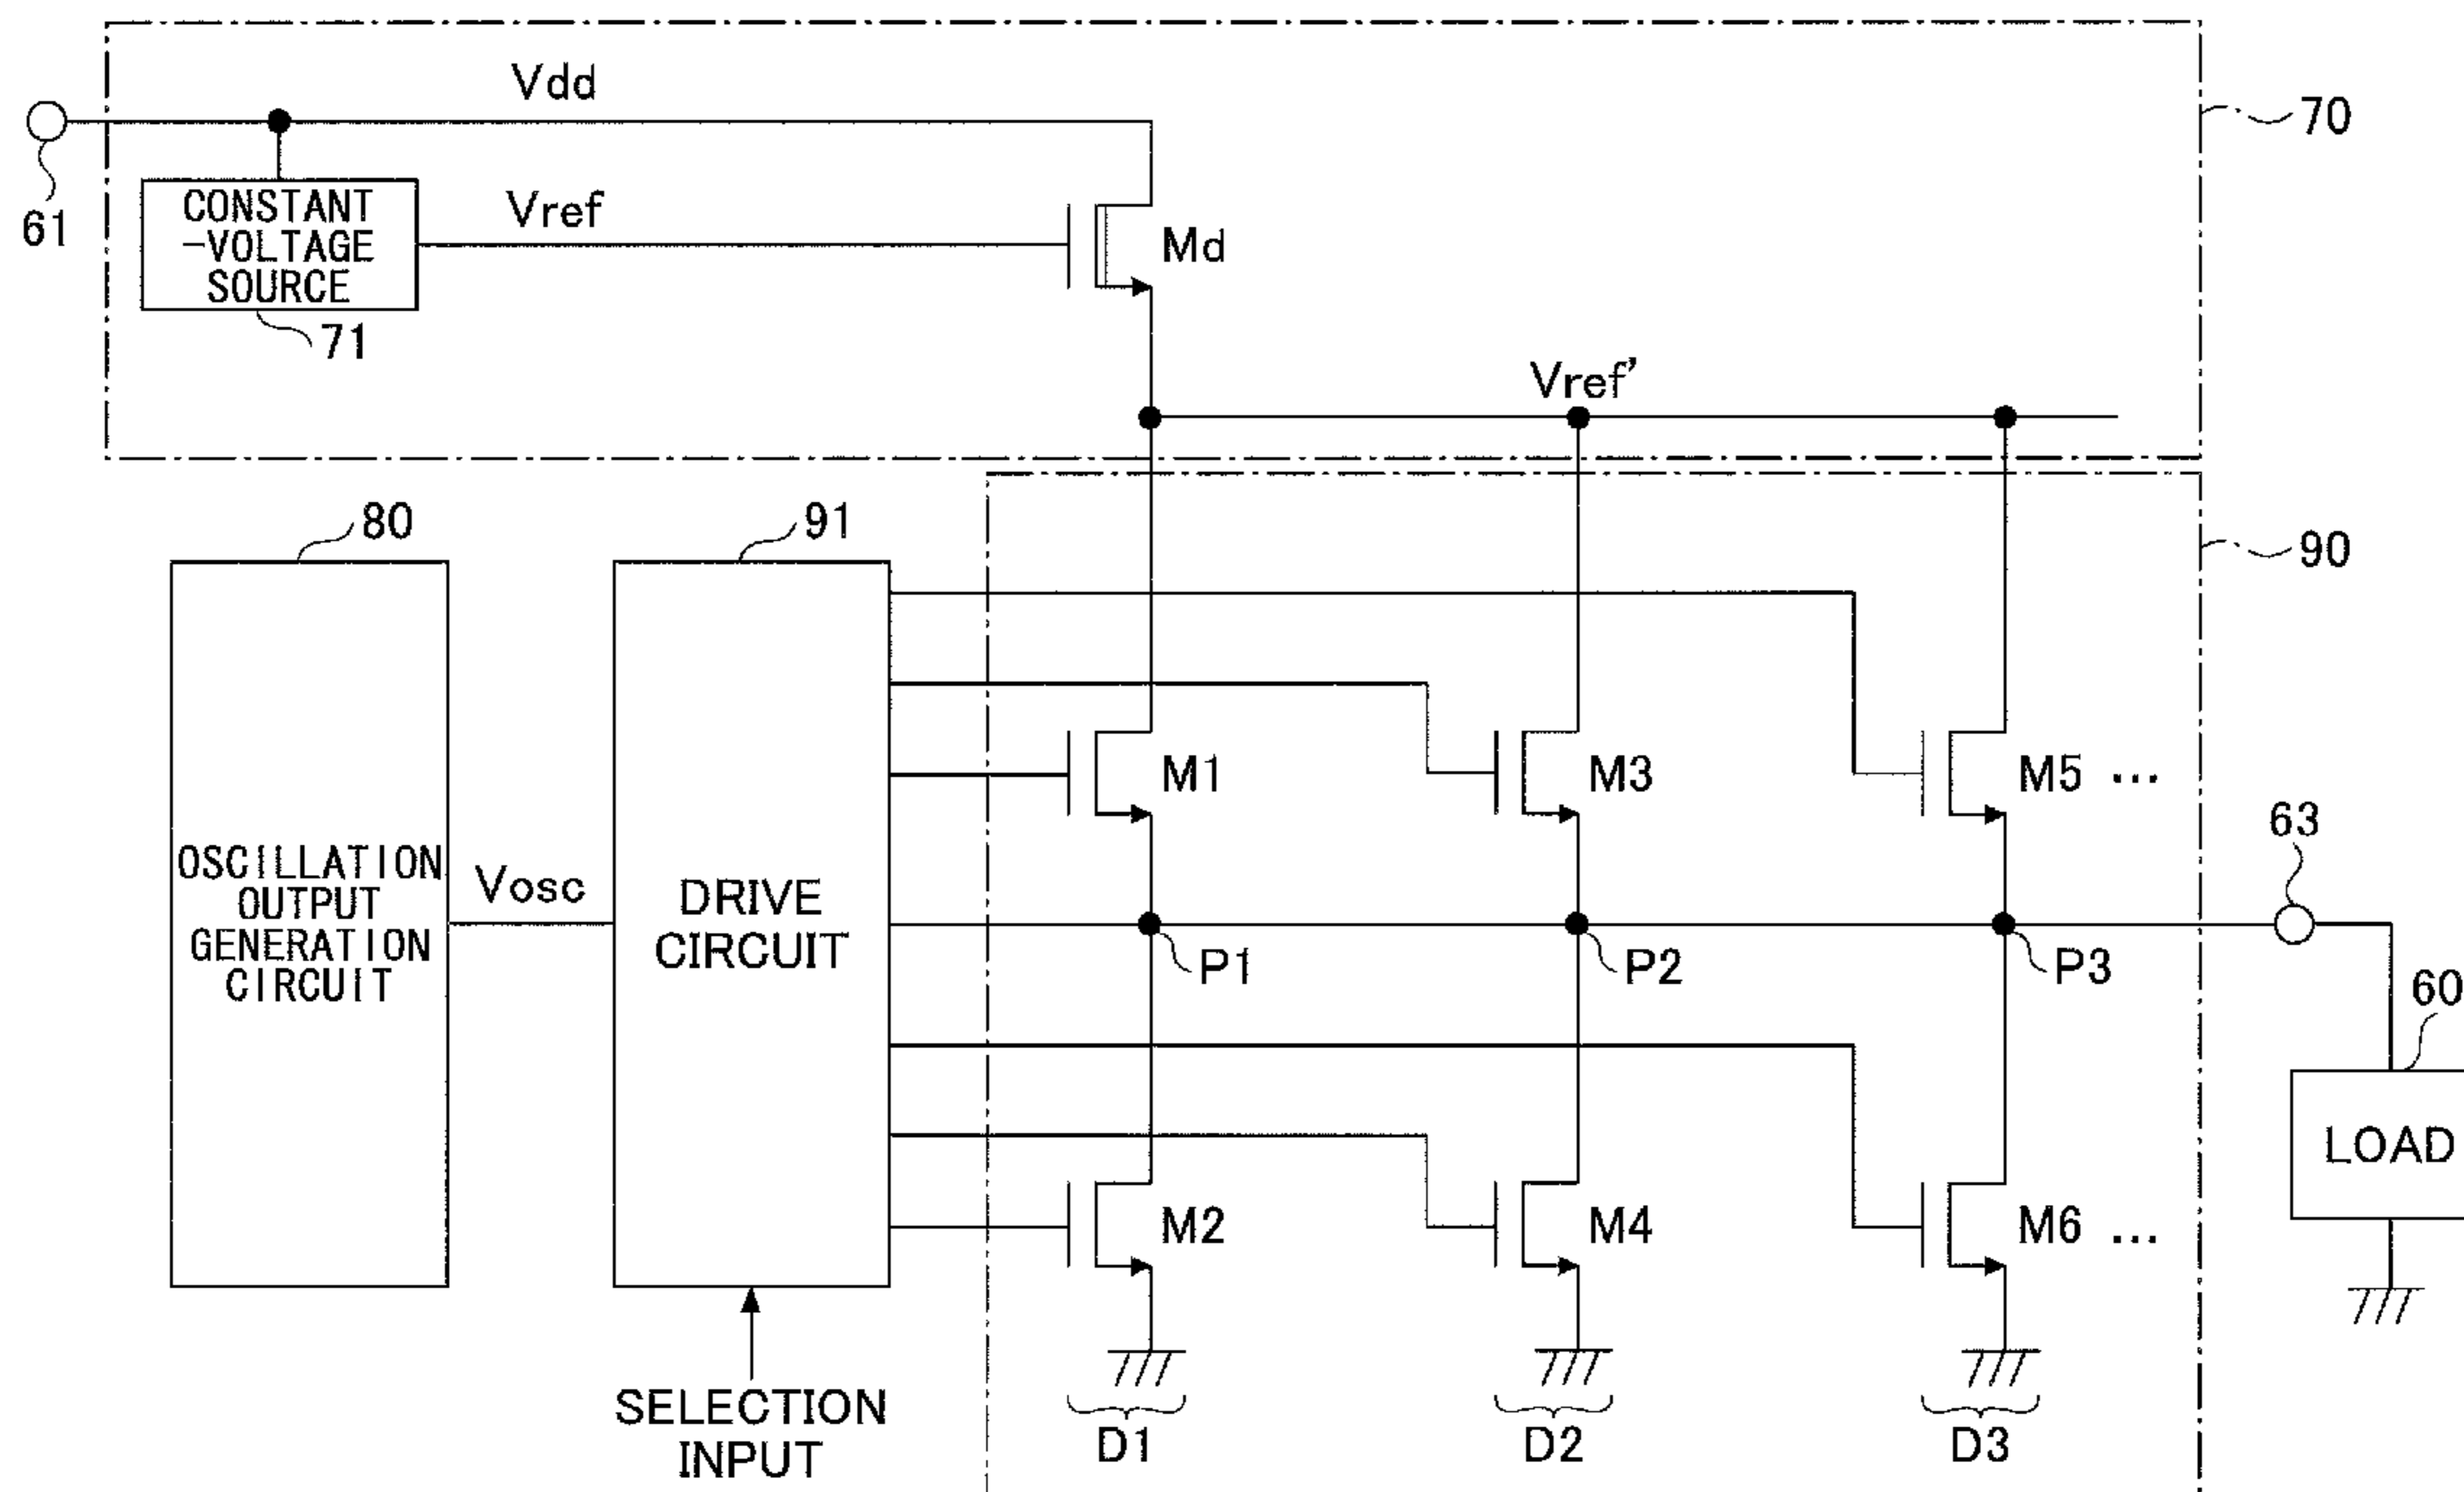 Vdd
70
61
CONSTANT
-VOLTAGE
SOURCE
Vref
Md
71
Vref'
80
91
90
M1
M3
M5 ...
63
OSCILLATION
OUTPUT
GENERATION
CIRCUIT
Vosc
DRIVE
CIRCUIT
P1
P2
P3
60
LOAD
M2
M4
M6 ...
SELECTION
INPUT
D1
D2
D3